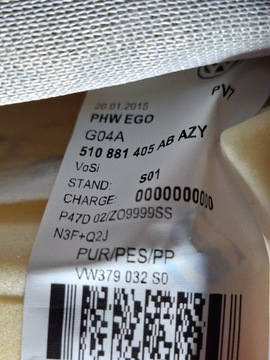 20.01.2015
PHW EGO
G04A
PV7
510 881 405 AB AZY
VoSi
STAND: S01
CHARGE: 0000000000
P47D 02/ZO9999SS
N3F+Q2J
PUR/PES/PP
VW379 032 S0